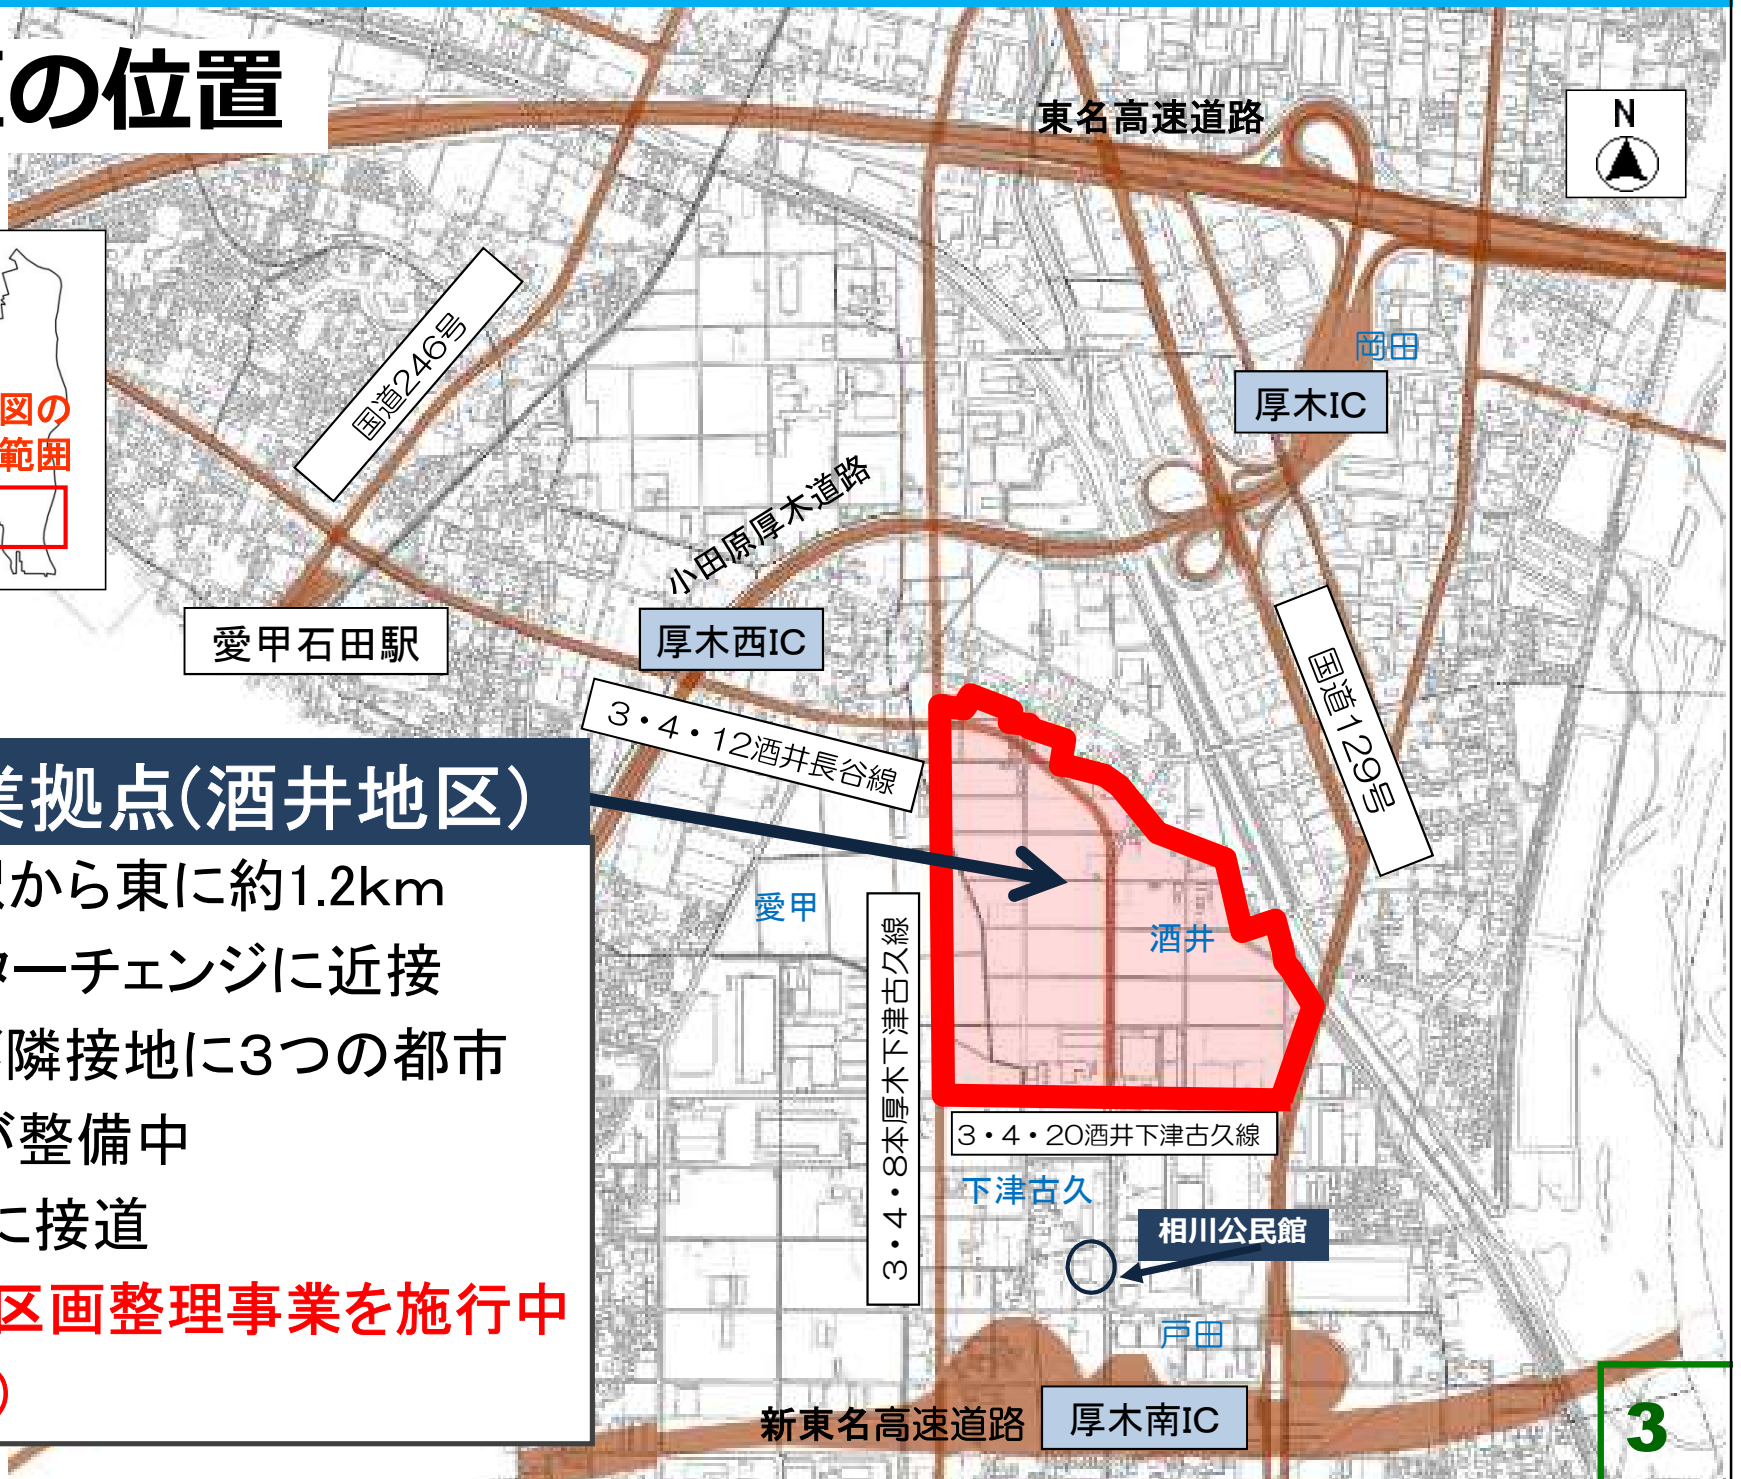 の位置
N
東名高速道路
国道246号
岡田
厚木IC
図の
範囲
小田原厚木道路
愛甲石田駅
厚木西IC
国道129号
3・4・12酒井長谷線
業拠点(酒井地区)
駅から東に約1.2km
ターチェンジに近接
隣接地に3つの都市
が整備中
に接道
区画整理事業を施行中
)
愛甲
酒井
3・4・8本厚木下津古久線
3・4・20酒井下津古久線
下津古久
相川公民館
戸田
新東名高速道路
厚木南IC
3